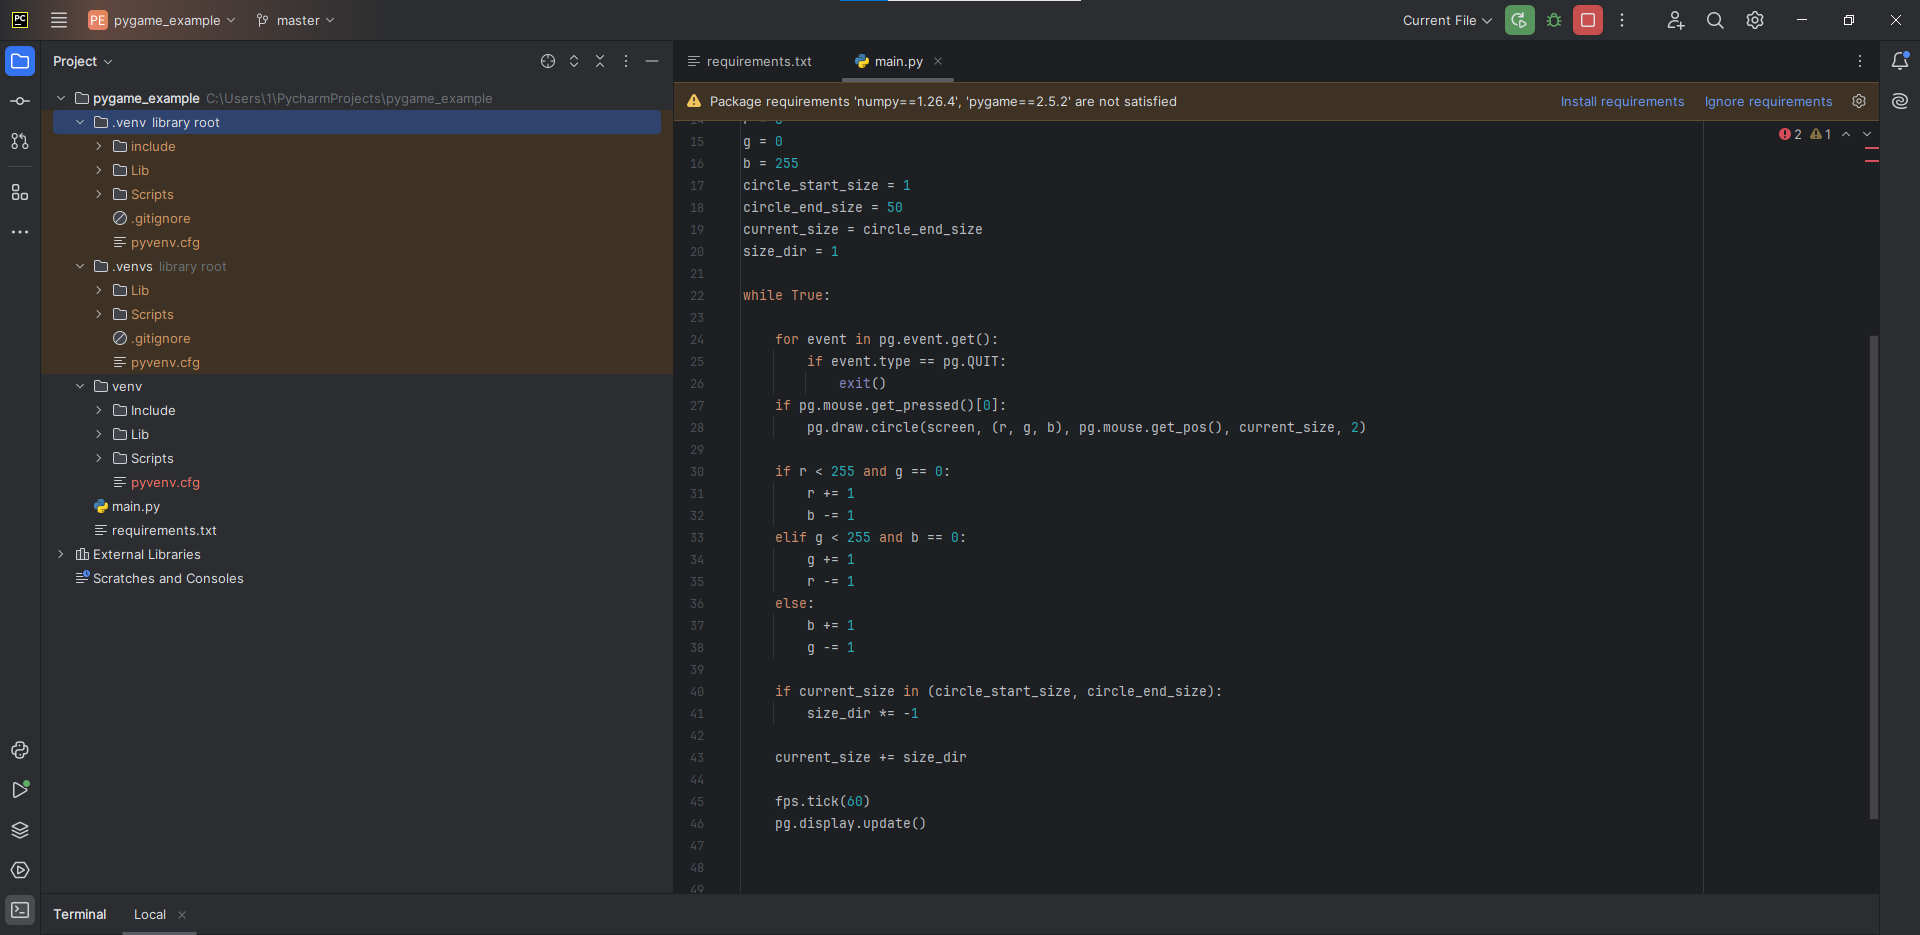 PC PE pygame_example master Current File
Project
requirements.txt main.py
pygame_example C:\Users\1\PycharmProjects\pygame_example
.venv library root
include
Lib
Scripts
.gitignore
pyvenv.cfg
.venvs library root
Lib
Scripts
.gitignore
pyvenv.cfg
venv
Include
Lib
Scripts
pyvenv.cfg
main.py
requirements.txt
External Libraries
Scratches and Consoles
Package requirements 'numpy==1.26.4', 'pygame==2.5.2' are not satisfied Install requirements Ignore requirements
2 1
15 g = 0
16 b = 255
17 circle_start_size = 1
18 circle_end_size = 50
19 current_size = circle_end_size
20 size_dir = 1
21
22 while True:
23
24 for event in pg.event.get():
25 if event.type == pg.QUIT:
26 exit()
27 if pg.mouse.get_pressed()[0]:
28 pg.draw.circle(screen, (r, g, b), pg.mouse.get_pos(), current_size, 2)
29
30 if r < 255 and g == 0:
31 r += 1
32 b -= 1
33 elif g < 255 and b == 0:
34 g += 1
35 r -= 1
36 else:
37 b += 1
38 g -= 1
39
40 if current_size in (circle_start_size, circle_end_size):
41 size_dir *= -1
42
43 current_size += size_dir
44
45 fps.tick(60)
46 pg.display.update()
47
48
49
Terminal Local